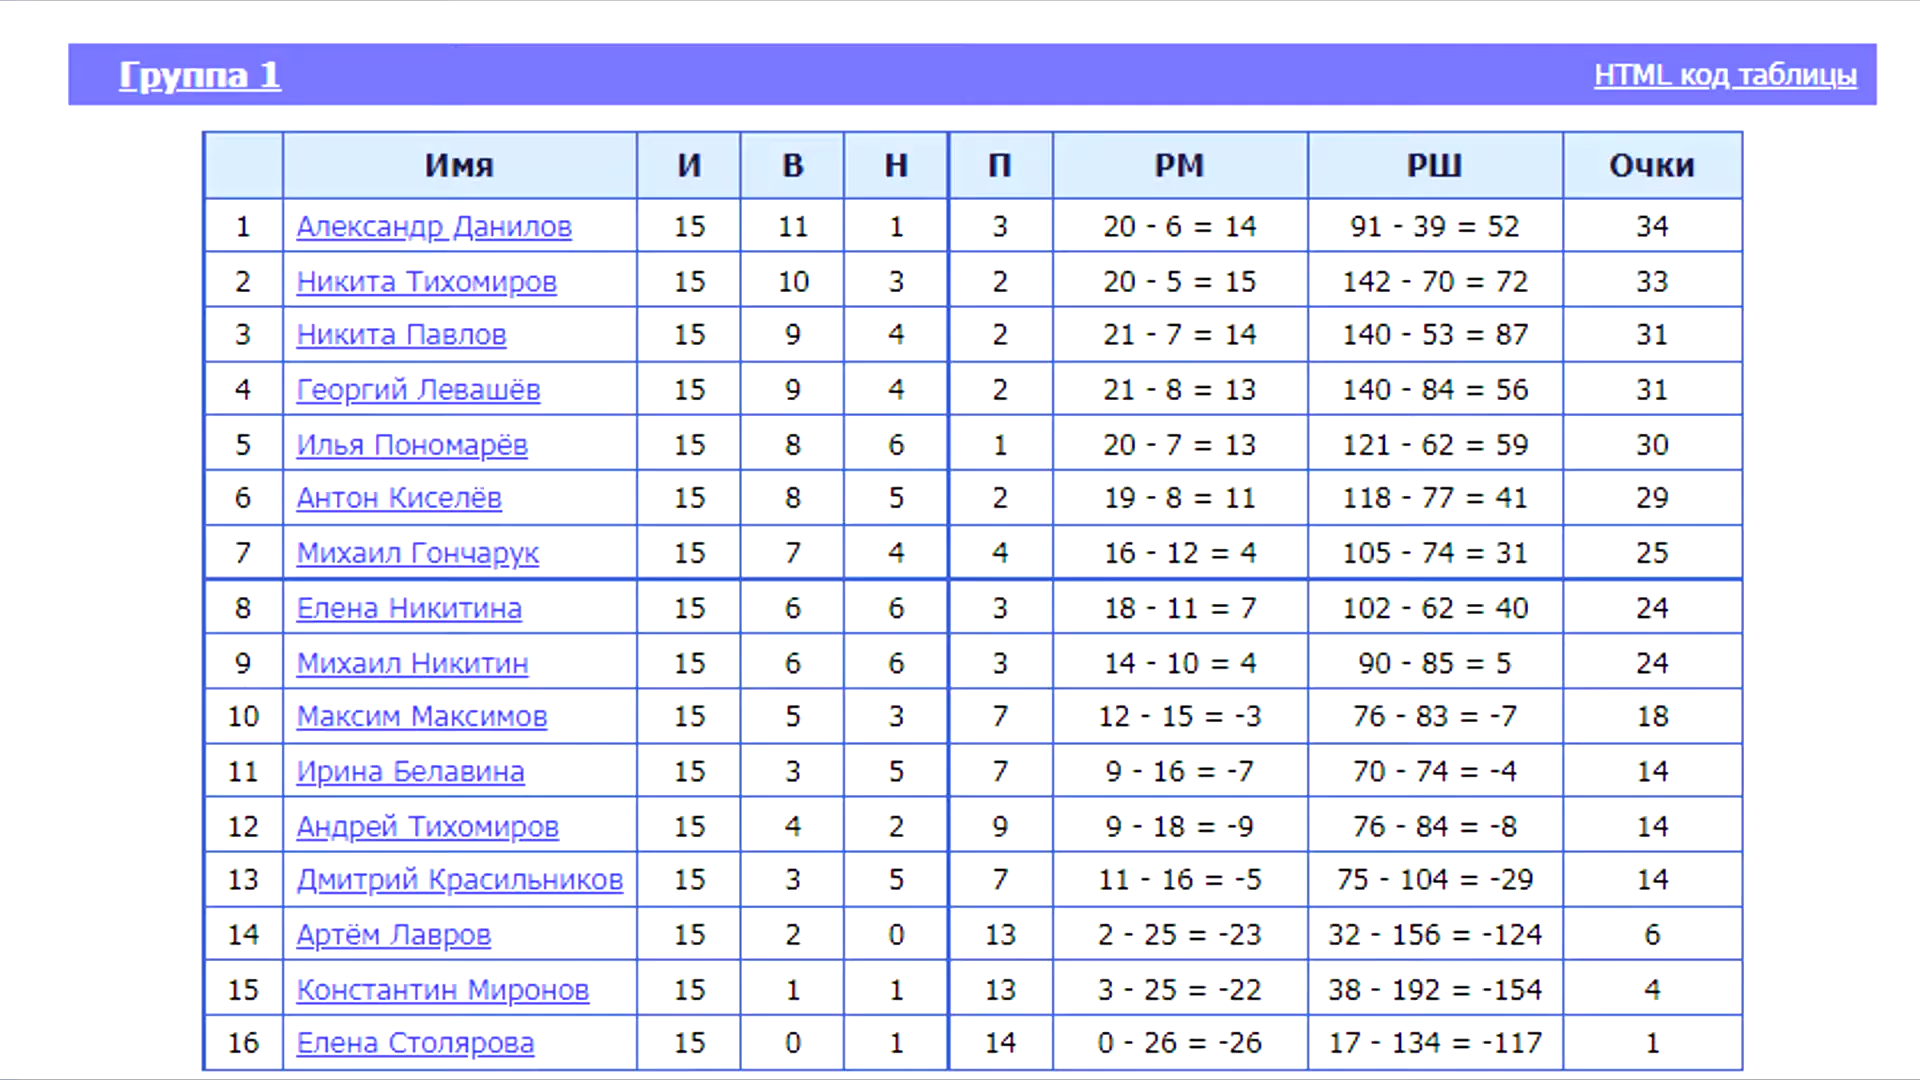 Группа 1 HTML код таблицы
Имя И В Н П РМ РШ Очки
1 Александр Данилов 15 11 1 3 20 - 6 = 14 91 - 39 = 52 34
2 Никита Тихомиров 15 10 3 2 20 - 5 = 15 142 - 70 = 72 33
3 Никита Павлов 15 9 4 2 21 - 7 = 14 140 - 53 = 87 31
4 Георгий Левашёв 15 9 4 2 21 - 8 = 13 140 - 84 = 56 31
5 Илья Пономарёв 15 8 6 1 20 - 7 = 13 121 - 62 = 59 30
6 Антон Киселёв 15 8 5 2 19 - 8 = 11 118 - 77 = 41 29
7 Михаил Гончарук 15 7 4 4 16 - 12 = 4 105 - 74 = 31 25
8 Елена Никитина 15 6 6 3 18 - 11 = 7 102 - 62 = 40 24
9 Михаил Никитин 15 6 6 3 14 - 10 = 4 90 - 85 = 5 24
10 Максим Максимов 15 5 3 7 12 - 15 = -3 76 - 83 = -7 18
11 Ирина Белавина 15 3 5 7 9 - 16 = -7 70 - 74 = -4 14
12 Андрей Тихомиров 15 4 2 9 9 - 18 = -9 76 - 84 = -8 14
13 Дмитрий Красильников 15 3 5 7 11 - 16 = -5 75 - 104 = -29 14
14 Артём Лавров 15 2 0 13 2 - 25 = -23 32 - 156 = -124 6
15 Константин Миронов 15 1 1 13 3 - 25 = -22 38 - 192 = -154 4
16 Елена Столярова 15 0 1 14 0 - 26 = -26 17 - 134 = -117 1